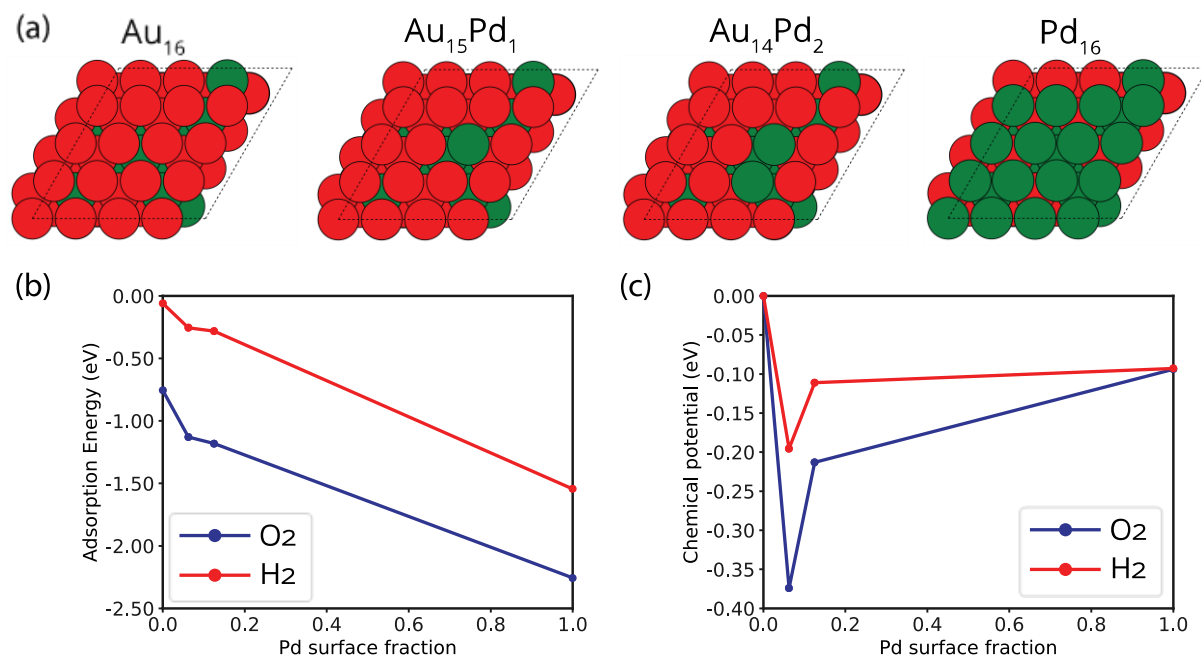 (a)
Au₁₆
Au₁₅Pd₁
Au₁₄Pd₂
Pd₁₆
(b)
0.00
-0.50
-1.00
-1.50
-2.00
-2.50
Adsorption Energy (eV)
O2
H2
0.0
0.2
0.4
0.6
0.8
1.0
Pd surface fraction
(c)
0.00
-0.05
-0.10
-0.15
-0.20
-0.25
-0.30
-0.35
-0.40
Chemical potential (eV)
O2
H2
0.0
0.2
0.4
0.6
0.8
1.0
Pd surface fraction